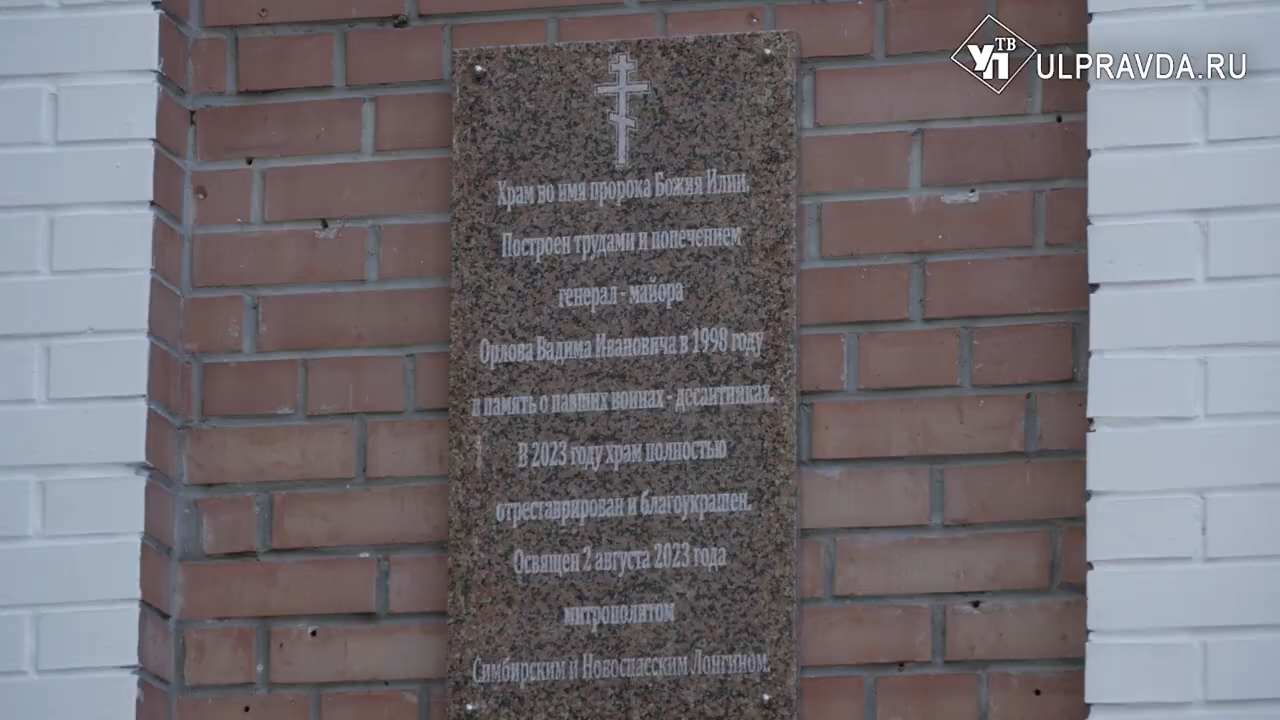 УП ТВ ULPRAVDA.RU
Храм во имя пророка Божия Илии.
Построен трудами и попечением
генерал - майора
Орлова Вадима Ивановича в 1998 году
в память о павших воинах - десантниках.
В 2023 году храм полностью
отреставрирован и благоукрашен.
Освящен 2 августа 2023 года
митрополитом
Симбирским и Новоспасским Лонгином.